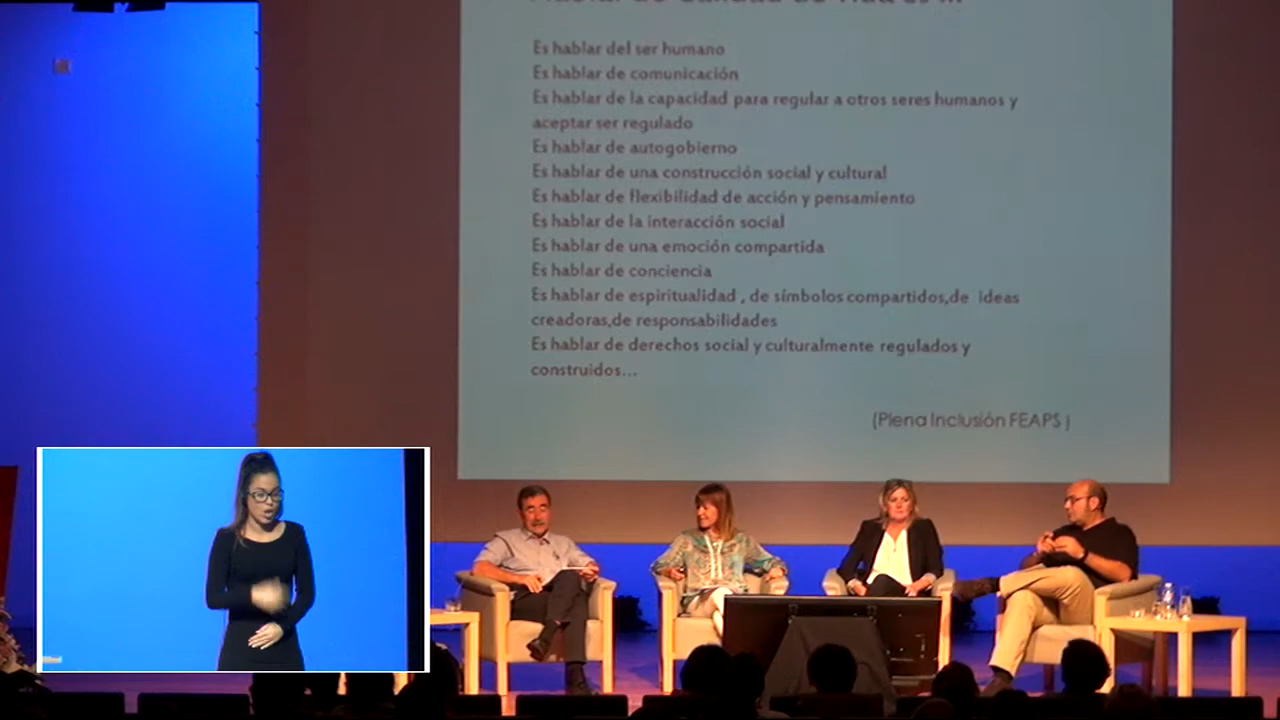 Es hablar del ser humano
Es hablar de comunicación
Es hablar de la capacidad para regular a otros seres humanos y
aceptar ser regulado
Es hablar de autogobierno
Es hablar de una construcción social y cultural
Es hablar de flexibilidad de acción y pensamiento
Es hablar de la interacción social
Es hablar de una emoción compartida
Es hablar de conciencia
Es hablar de espiritualidad , de símbolos compartidos,de ideas
creadoras,de responsabilidades
Es hablar de derechos social y culturalmente regulados y
construidos...
(Plena Inclusión FEAPS )